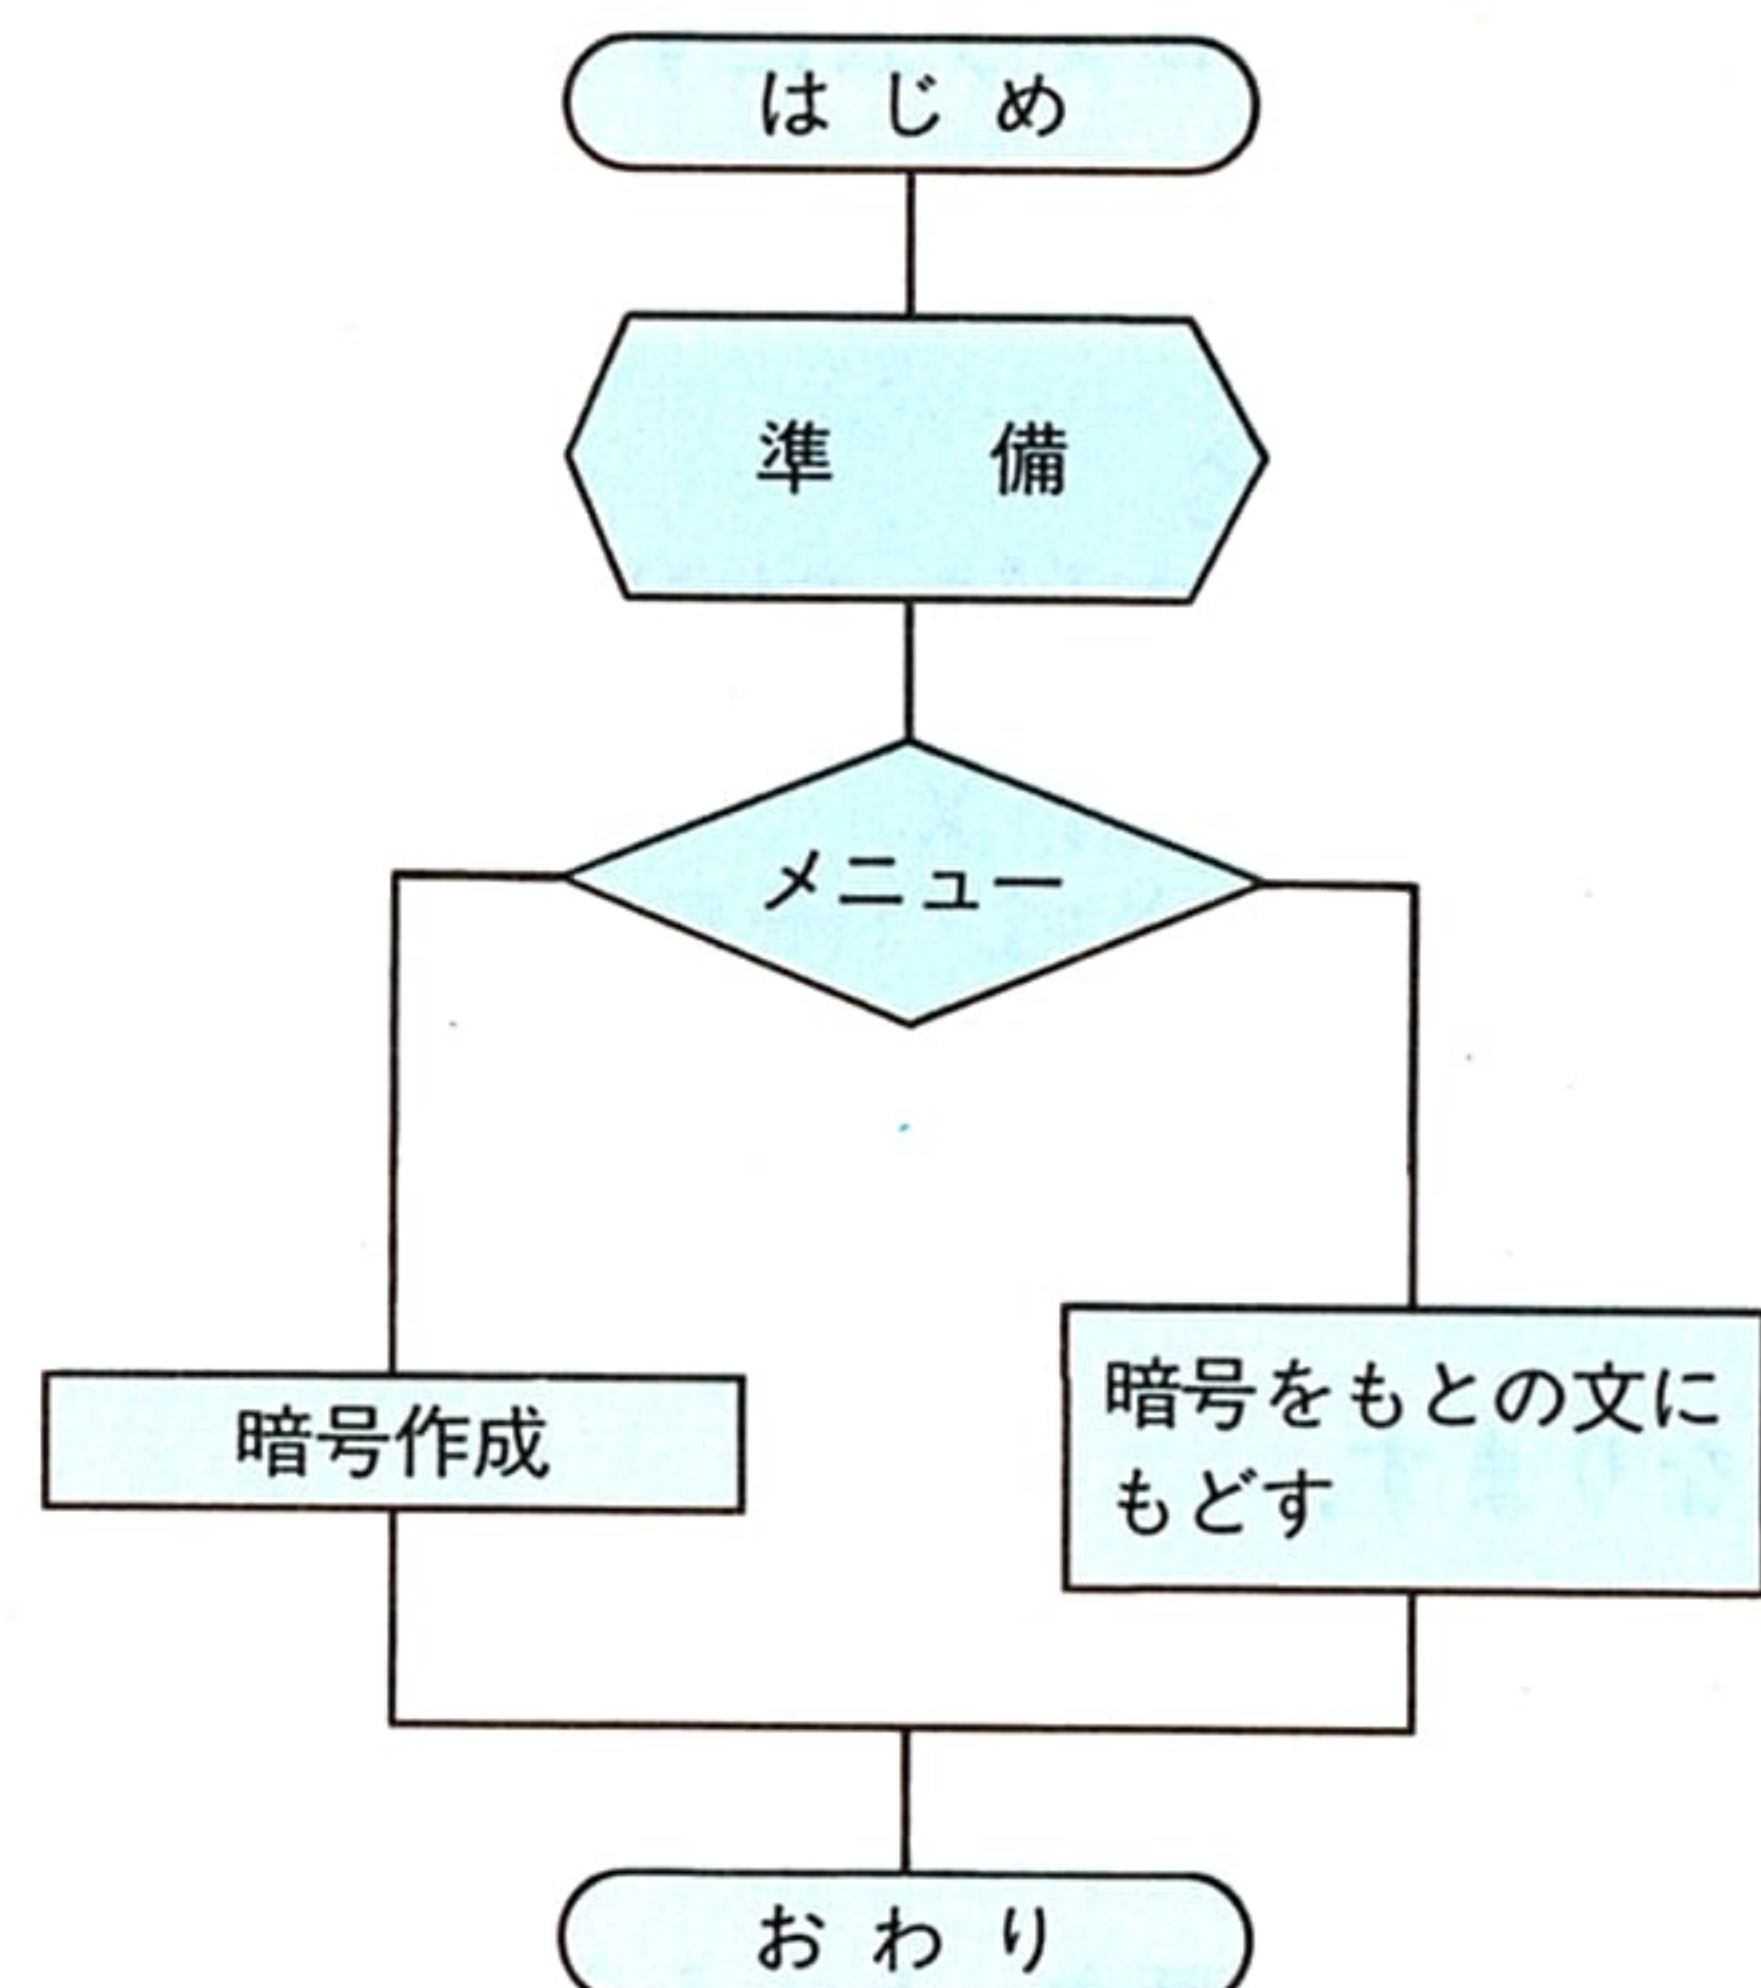 はじめ
準備
メニュー
暗号作成
暗号をもとの文に
もどす
おわり